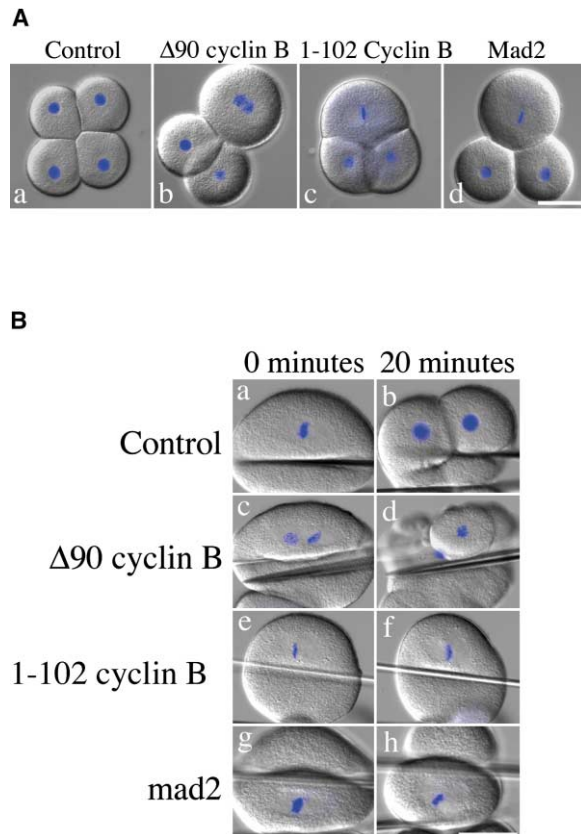 A
Control Δ90 cyclin B 1-102 Cyclin B Mad2
a b c d
B
0 minutes 20 minutes
a b
Control
c d
Δ90 cyclin B
e f
1-102 cyclin B
g h
mad2